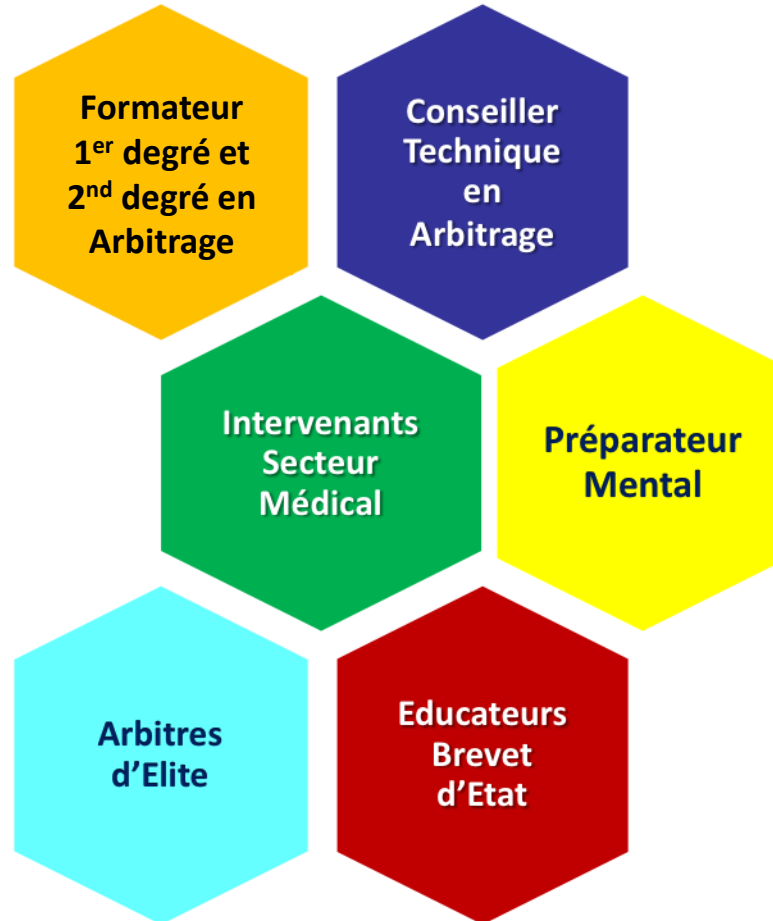 Formateur
1er degré et
2nd degré en
Arbitrage
Conseiller
Technique
en
Arbitrage
Intervenants
Secteur
Médical
Préparateur
Mental
Arbitres
d'Elite
Educateurs
Brevet
d'Etat